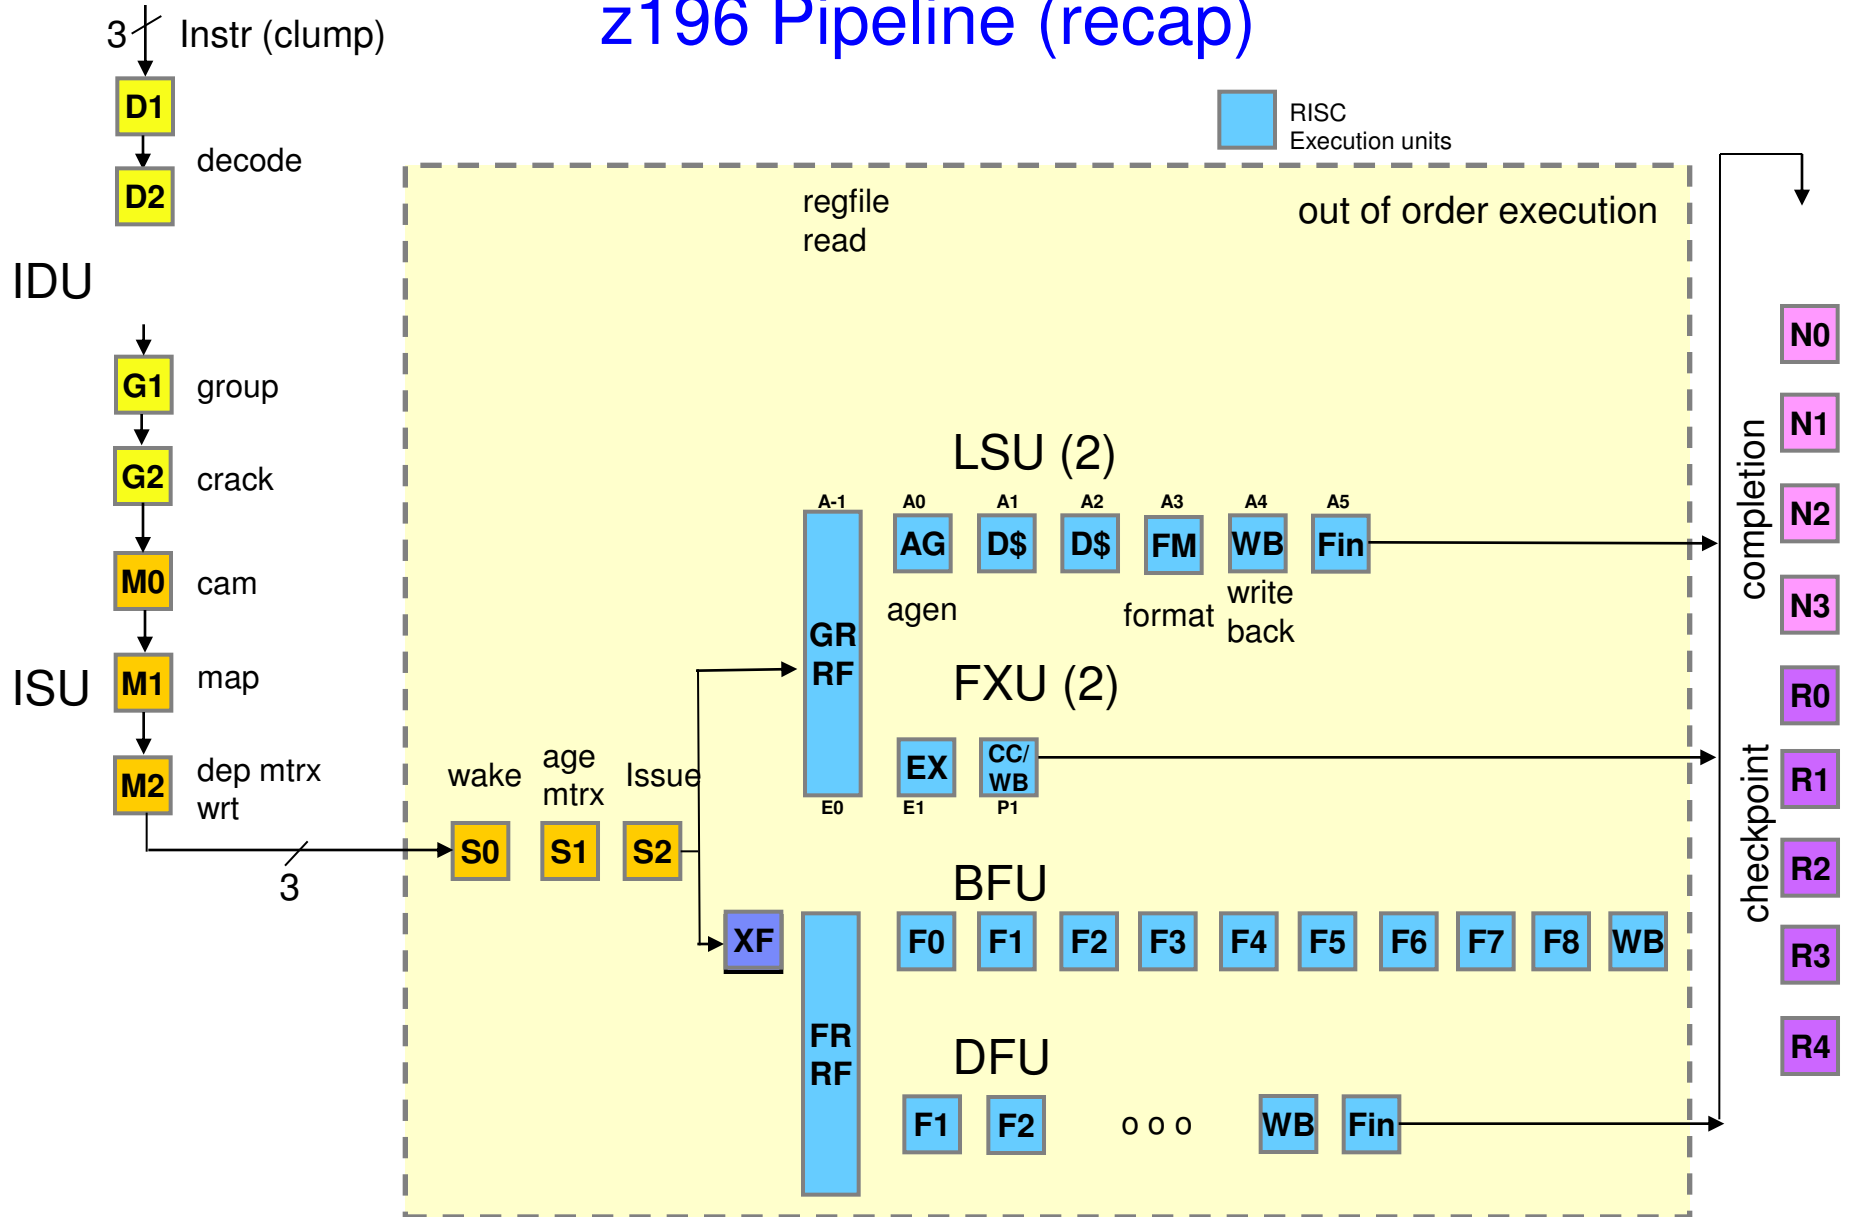 z196 Pipeline (recap)
3
Instr (clump)
D1
decode
D2
IDU
G1
group
G2
crack
M0
cam
ISU
M1
map
M2
dep mtrx
wrt
3
RISC
Execution units
out of order execution
regfile
read
wake
age
mtrx
Issue
S0
S1
S2
LSU (2)
A-1
A0
A1
A2
A3
A4
A5
GR
RF
AG
D$
D$
FM
WB
Fin
agen
format
write
back
FXU (2)
EX
CC/
WB
E0
E1
P1
BFU
XF
FR
RF
F0
F1
F2
F3
F4
F5
F6
F7
F8
WB
DFU
F1
F2
o o o
WB
Fin
completion
N0
N1
N2
N3
checkpoint
R0
R1
R2
R3
R4